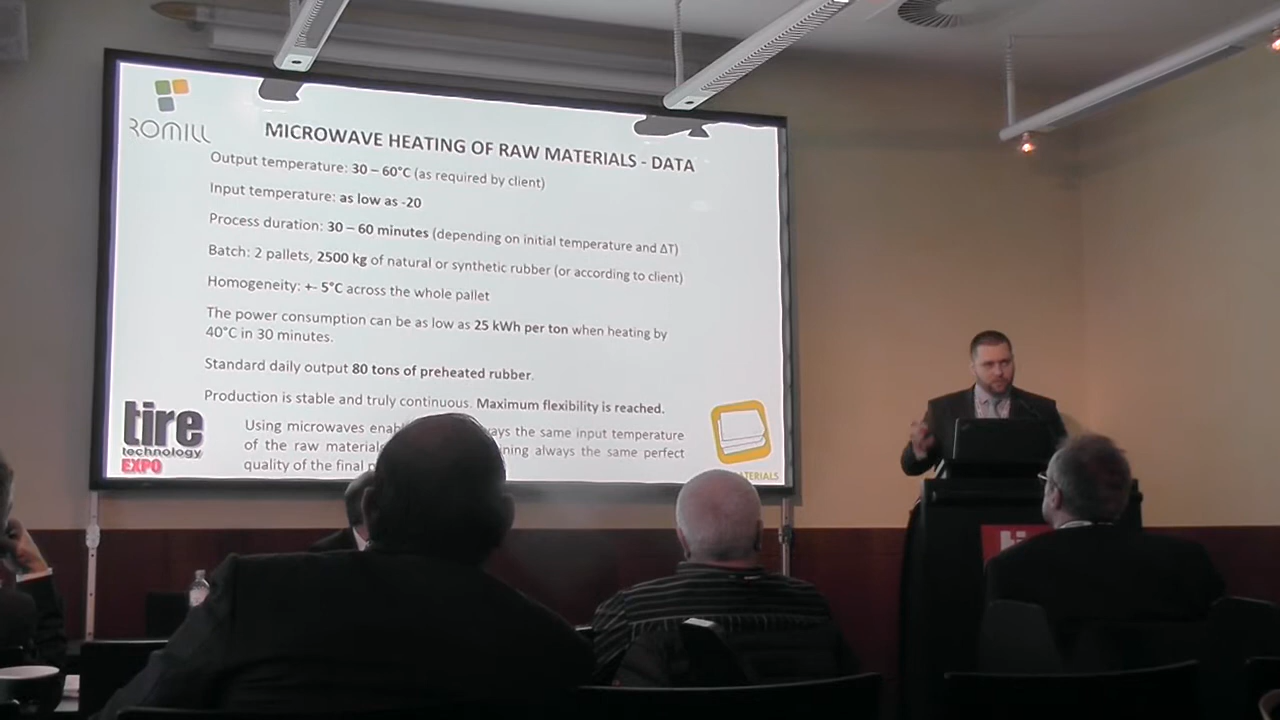 ROMILL
MICROWAVE HEATING OF RAW MATERIALS - DATA
Output temperature: 30 – 60°C (as required by client)
Input temperature: as low as -20
Process duration: 30 – 60 minutes (depending on initial temperature and ΔT)
Batch: 2 pallets, 2500 kg of natural or synthetic rubber (or according to client)
Homogeneity: +- 5°C across the whole pallet
The power consumption can be as low as 25 kWh per ton when heating by
40°C in 30 minutes.
Standard daily output 80 tons of preheated rubber.
Production is stable and truly continuous. Maximum flexibility is reached.
Using microwaves always the same input temperature
of the raw material always the same perfect
quality of the final
tire
technology
EXPO